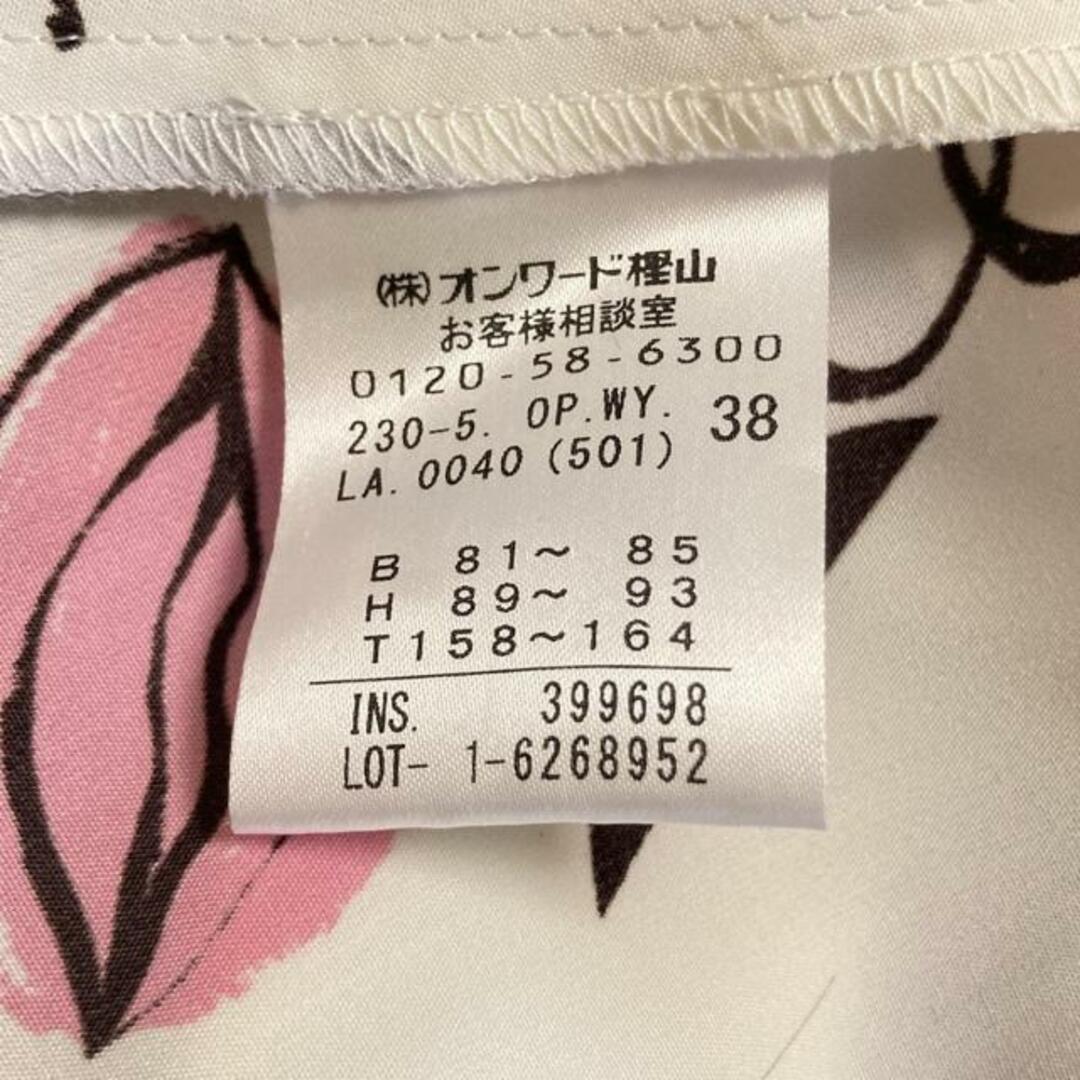 (株)オンワード樫山
お客様相談室
0120-58-6300
230-5. OP.WY. 38
LA. 0040 (501)
B 81～ 85
H 89～ 93
T158～164
INS. 399698
LOT- 1-6268952